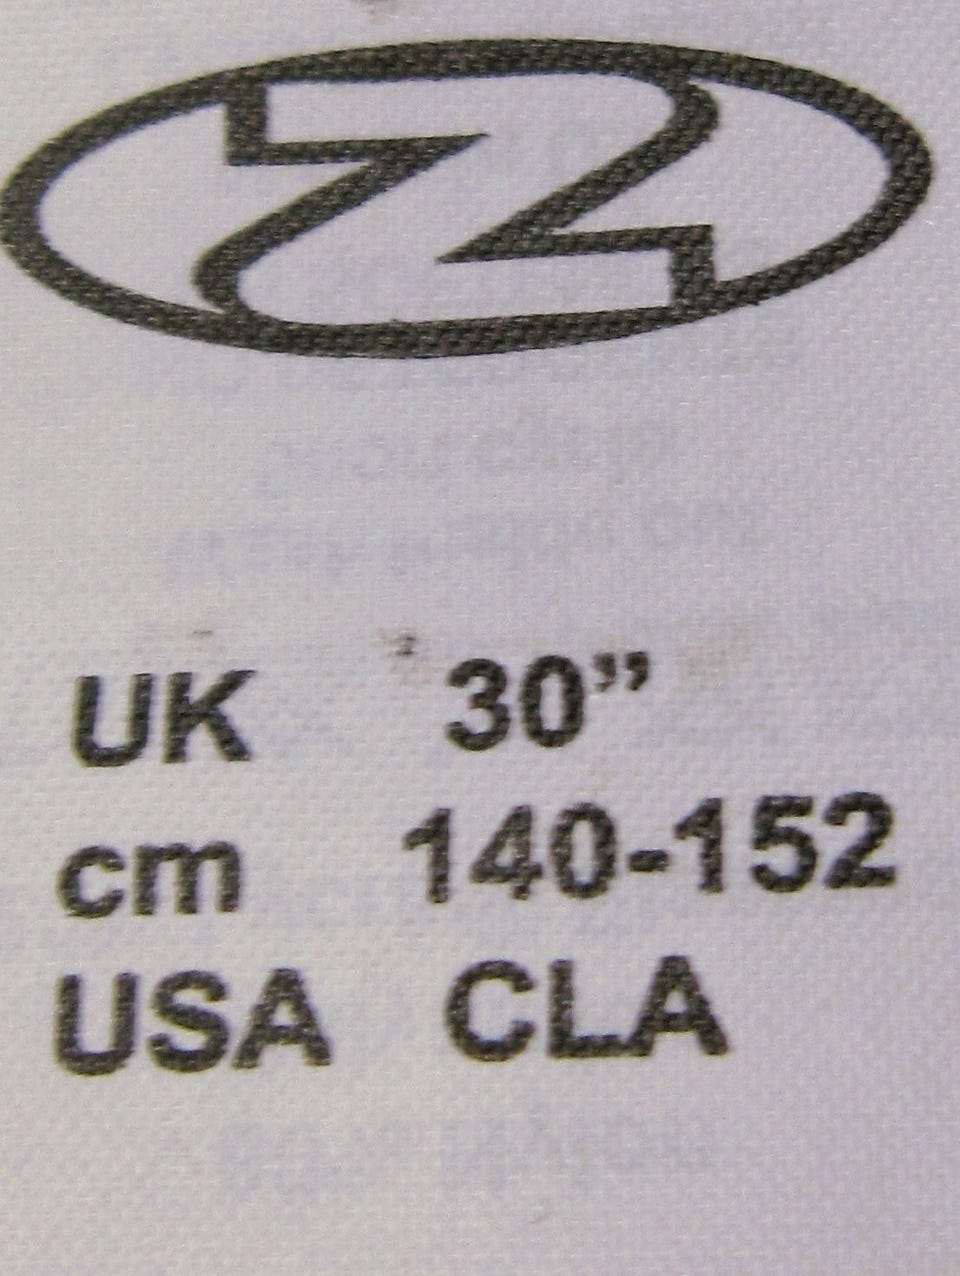 Z
UK 30”
cm 140-152
USA CLA